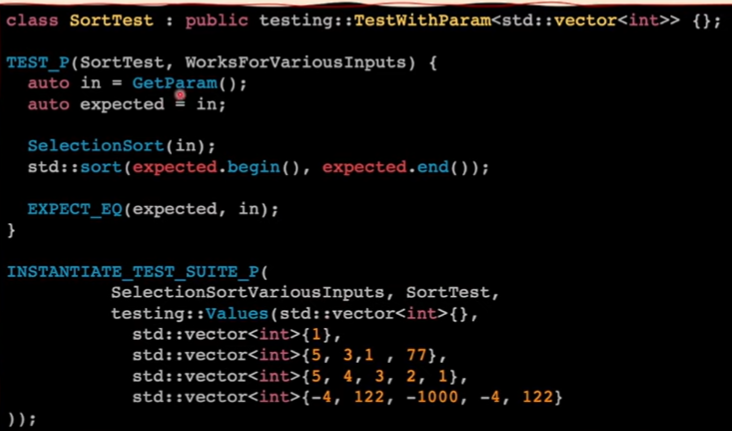 class SortTest : public testing::TestWithParam<std::vector<int>> {};
TEST_P(SortTest, WorksForVariousInputs) {
auto in = GetParam();
auto expected = in;
SelectionSort(in);
std::sort(expected.begin(), expected.end());
EXPECT_EQ(expected, in);
}
INSTANTIATE_TEST_SUITE_P(
SelectionSortVariousInputs, SortTest,
testing::Values(std::vector<int>{},
std::vector<int>{1},
std::vector<int>{5, 3,1 , 77},
std::vector<int>{5, 4, 3, 2, 1},
std::vector<int>{-4, 122, -1000, -4, 122}
));